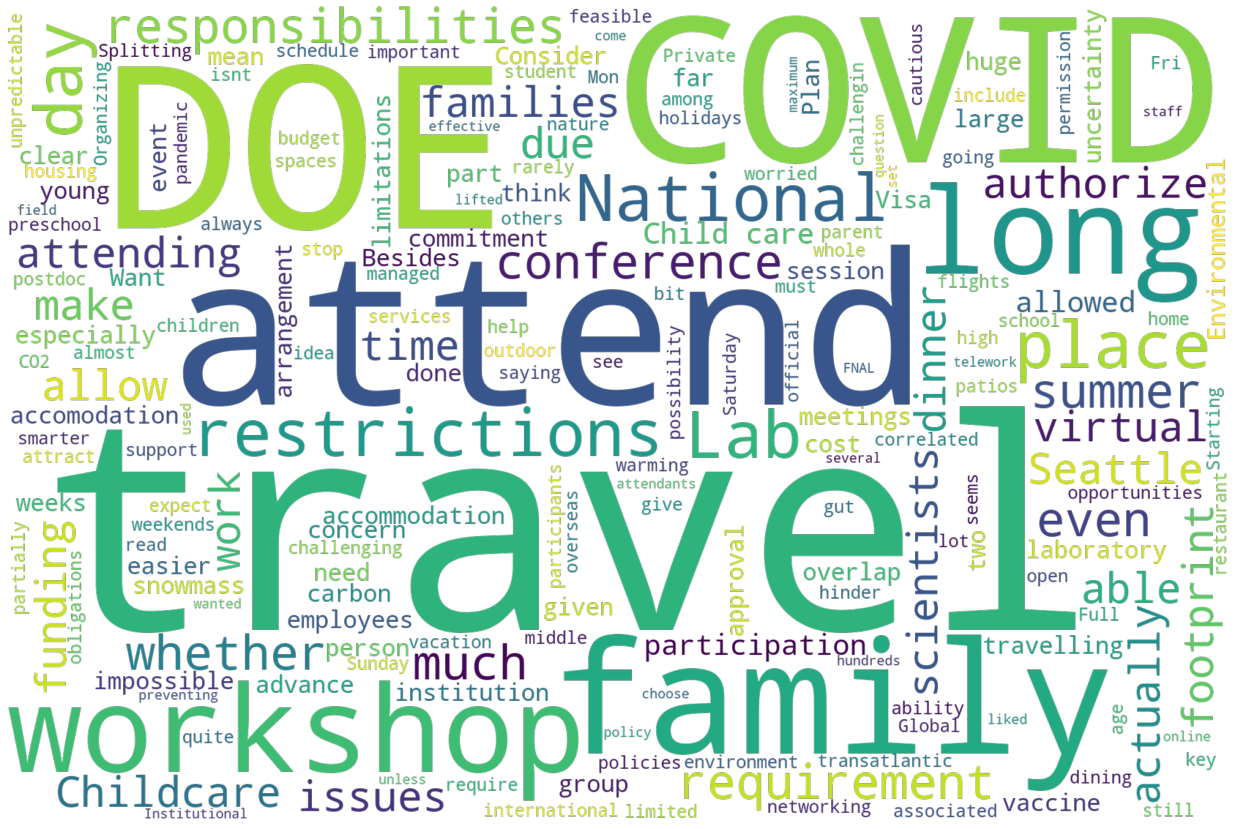 feasible
come
responsibilities
COVID
Splitting
schedule
important
Consider
Private
huge
Fri
mean
isnt
student
Mon
far
among
holidays
maximum
Plan
cautious
include
permission
uncertainty
staff
unpredictable
day
Organizing
DOE
families
effective
nature
large
going
event
pandemic
budget
spaces
limitations
due
challengin
question
set
clear
housing
young
part
rarely
think
others
worried
National
Visa
authorize
field
preschool
always
lifted
stop
commitment
Child care
parent
whole
long
Environmental
attending
Besides
conference
session
must
flights
postdoc
Want
arrangement
managed
bit
allowed
home
make
children
services
help
attend
dinner
school
especially
idea
time
outdoor
saying
see
possibility
Saturday
official
FNAL
high
telework
place
CO2
almost
done
patios
allow
summer
accomodation
used
restrictions
Lab
meetings
cost
correlated
virtual
smarter
attract
support
several
Seattle
Starting
restaurant
weeks
expect
travel
warming
attendants
give
gut
lot
seems
two
opportunities
funding
work
weekends
read
easier
accommodation
concern
challenging
participants
overseas
scientists
even
laboratory
partially
obligations
snowmass
wanted
need
carbon
given
approval
overlap
hinder
open
able
footprint
employees
Full
whether
person
Sunday
vacation
middle
participation
hundreds
travelling
actually
impossible
preventing
advance
much
institution
family
choose
ability
Global
liked
age
online
workshop
quite
policy
key
policies
environment
transatlantic
Childcare
issues
unless
require
group
requirement
dining
Institutional
international
limited
networking
associated
vaccine
still